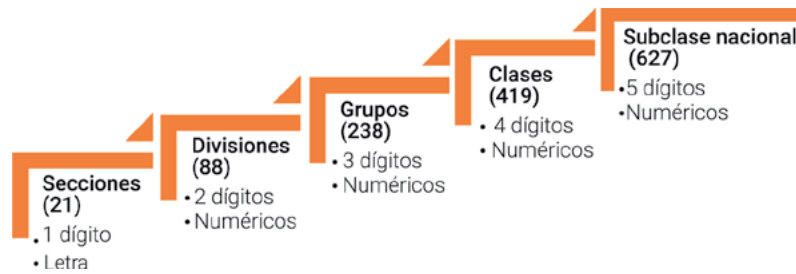 Secciones
(21)
• 1 dígito
• Letra
Divisiones
(88)
• 2 dígitos
• Numéricos
Grupos
(238)
• 3 dígitos
• Numéricos
Clases
(419)
• 4 dígitos
• Numéricos
Subclase nacional
(627)
• 5 dígitos
• Numéricos